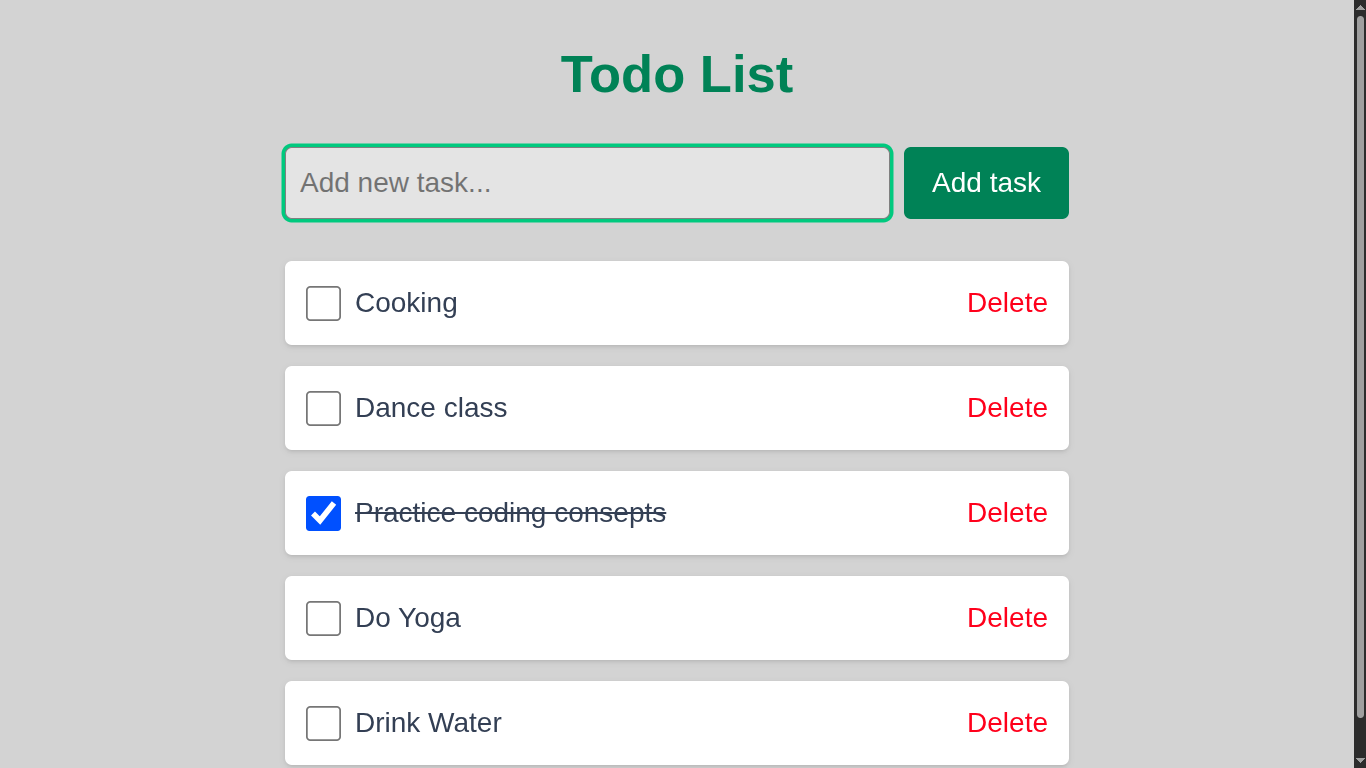 Todo List
Add new task...
Add task
Cooking
Delete
Dance class
Delete
Practice coding consepts
Delete
Do Yoga
Delete
Drink Water
Delete